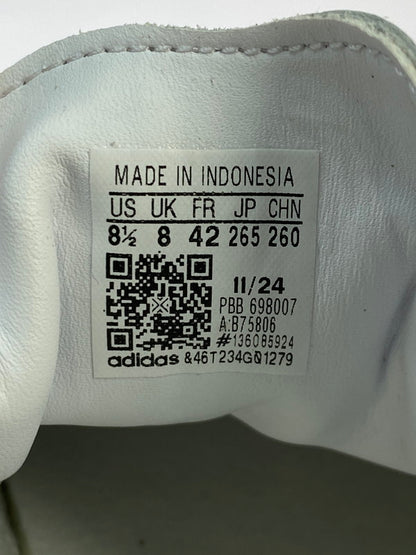 MADE IN INDONESIA
US UK FR JP CHN
8½ 8 42 265 260
11/24
PBB 698007
A:B75806
#136085924
adidas &46T234G01279